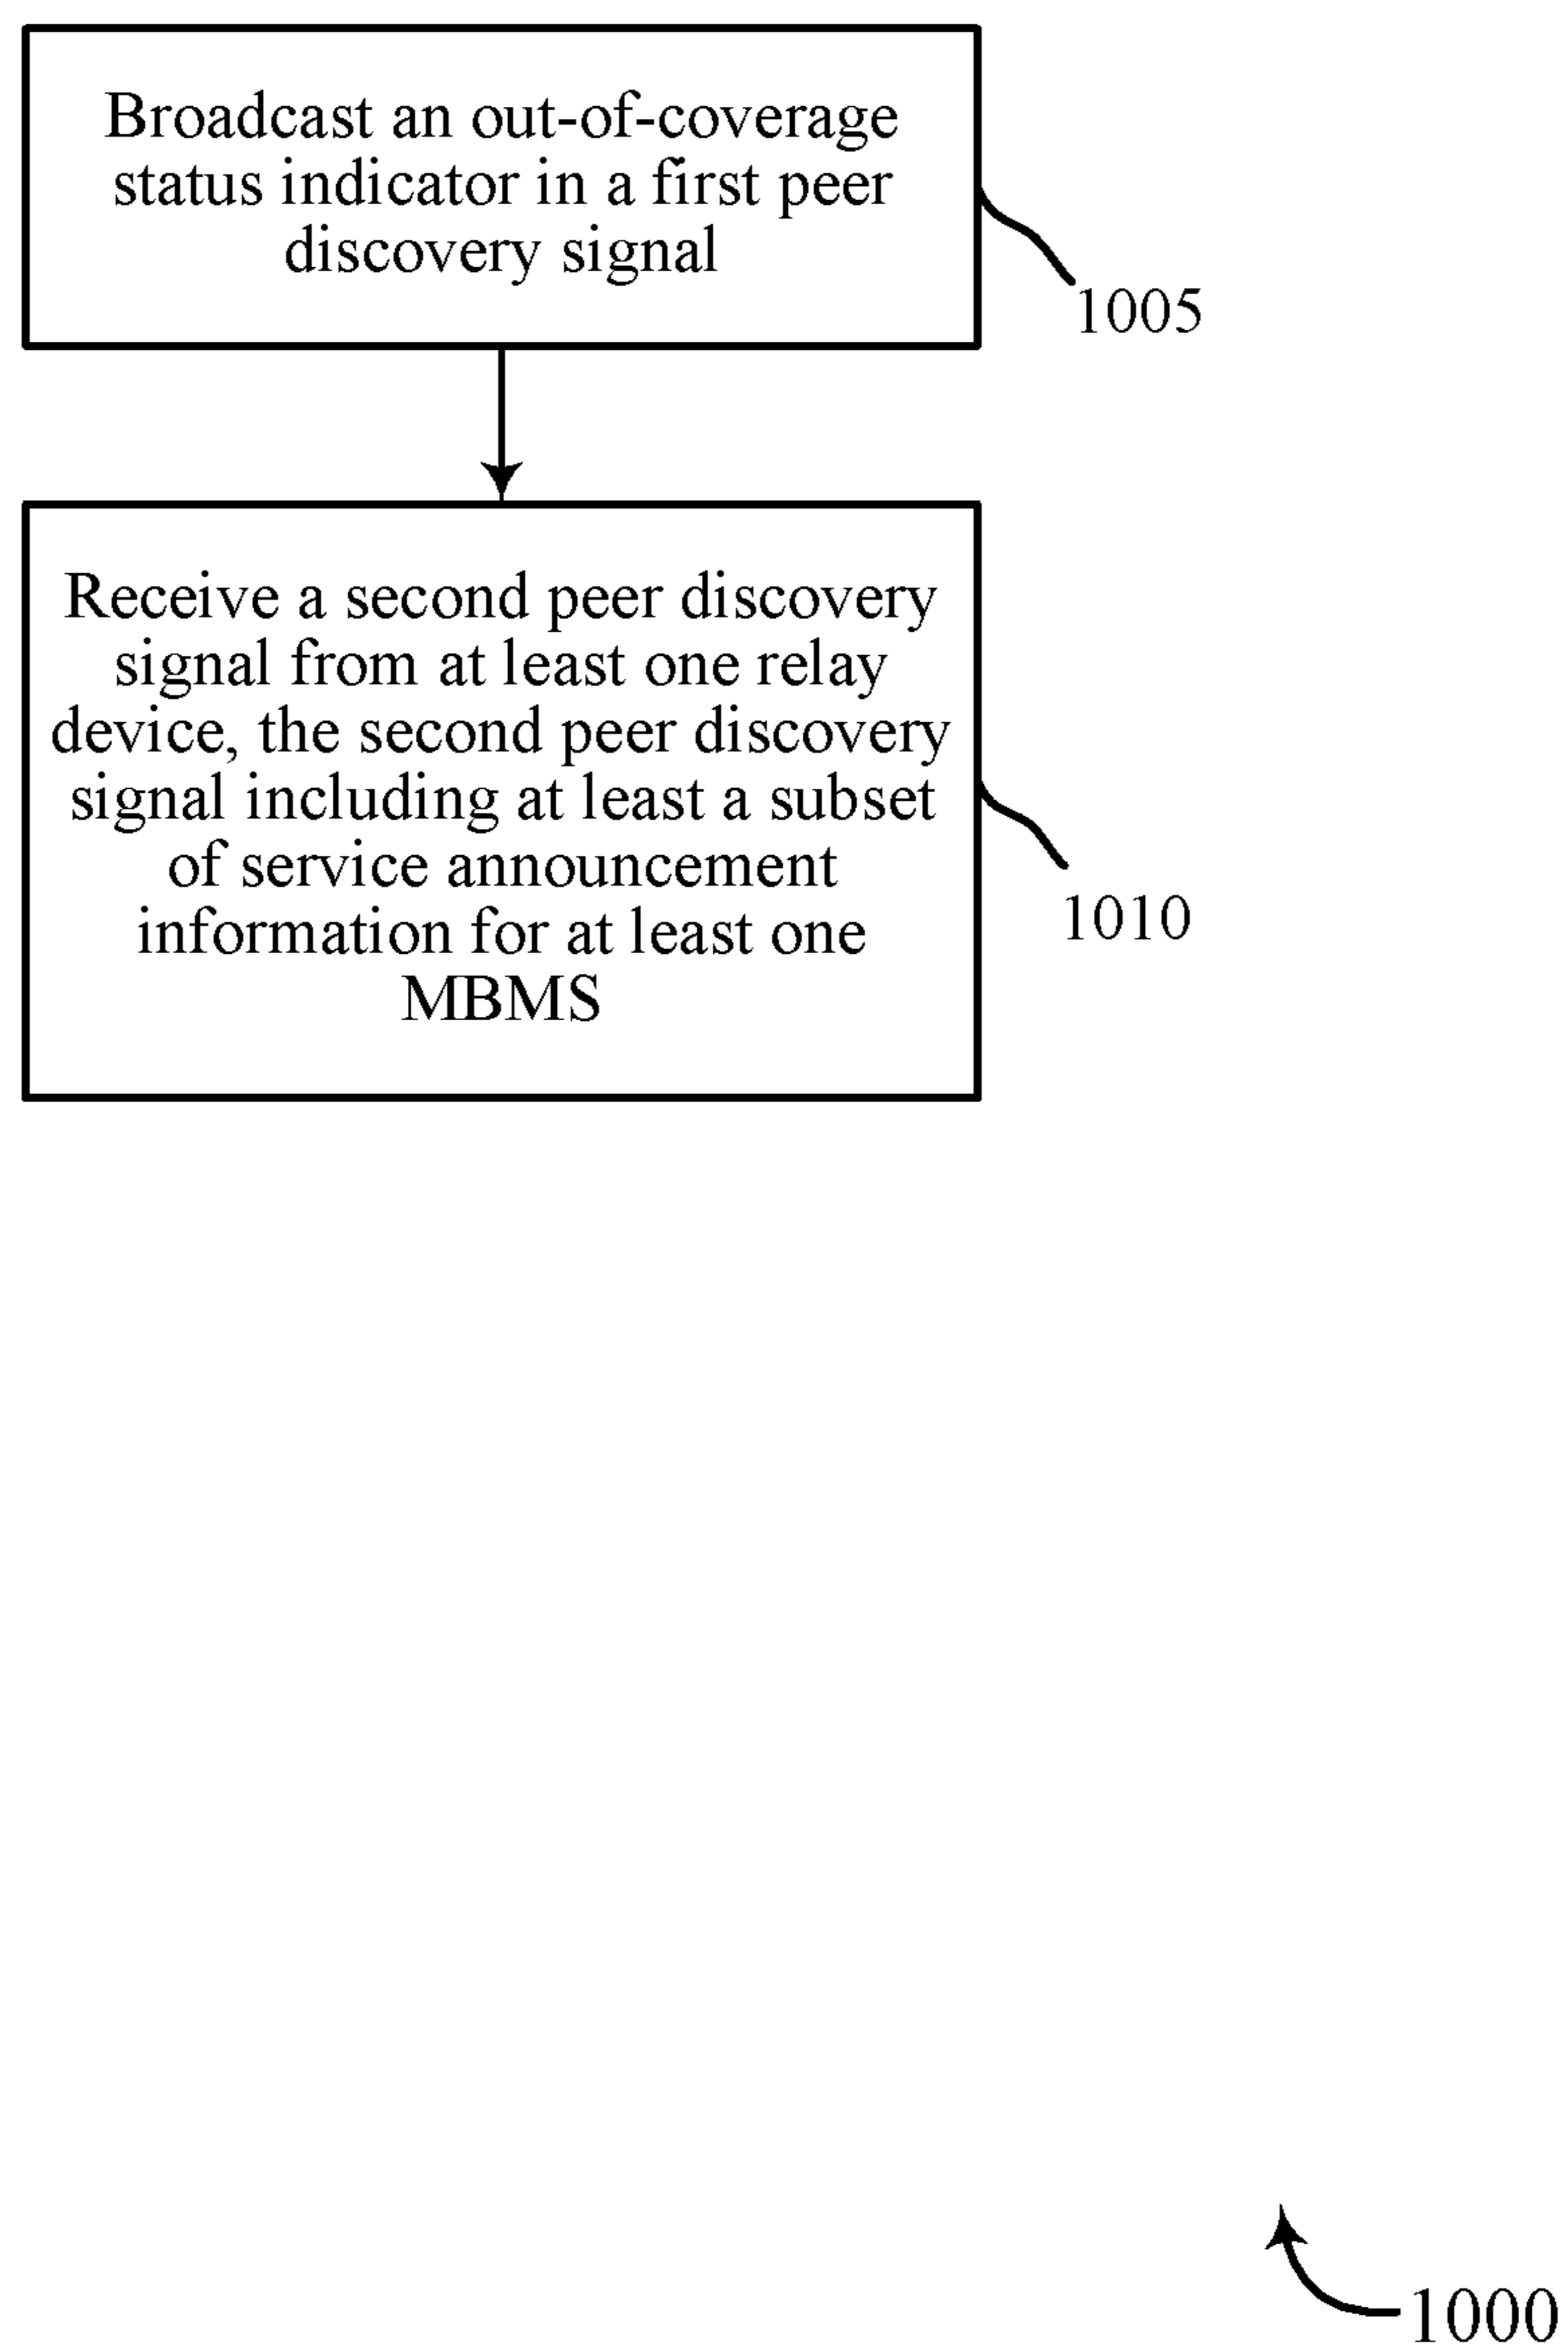 Broadcast an out-of-coverage
status indicator in a first peer
discovery signal
1005
Receive a second peer discovery
signal from at least one relay
device, the second peer discovery
signal including at least a subset
of service announcement
information for at least one
MBMS
1010
1000